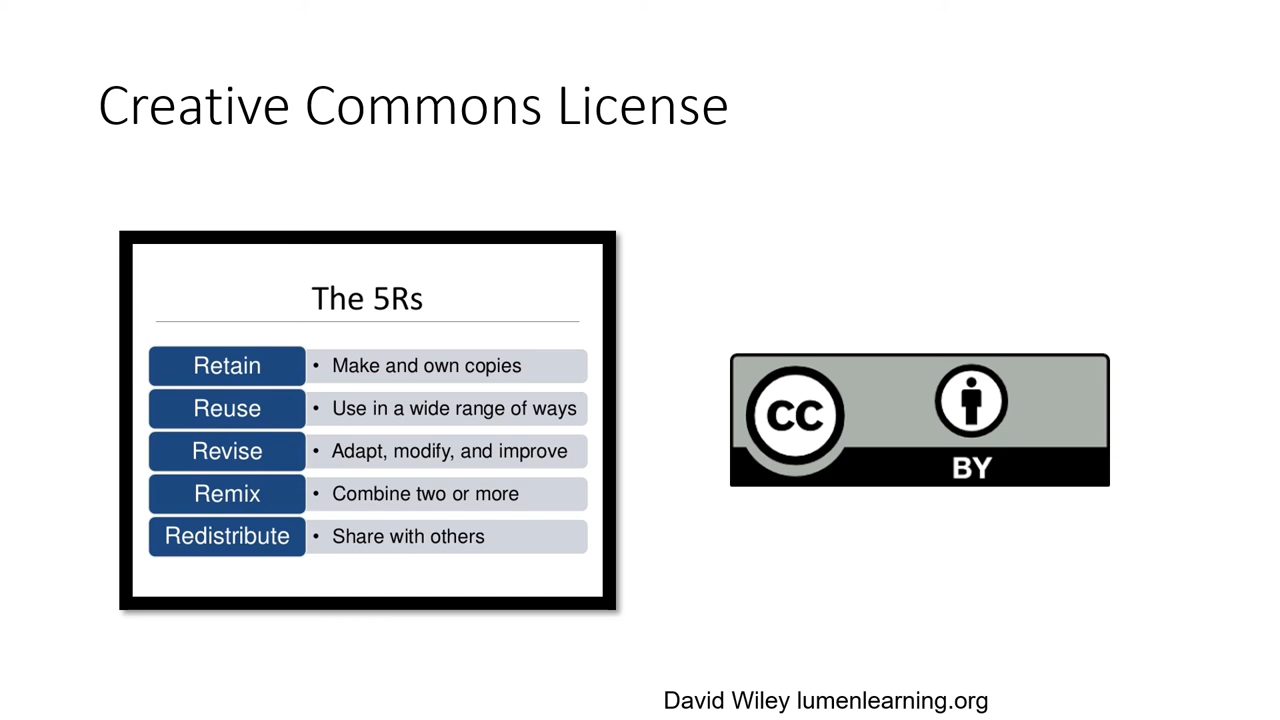 Creative Commons License
The 5Rs
Retain • Make and own copies
Reuse • Use in a wide range of ways
Revise • Adapt, modify, and improve
Remix • Combine two or more
Redistribute • Share with others
CC
BY
David Wiley lumenlearning.org